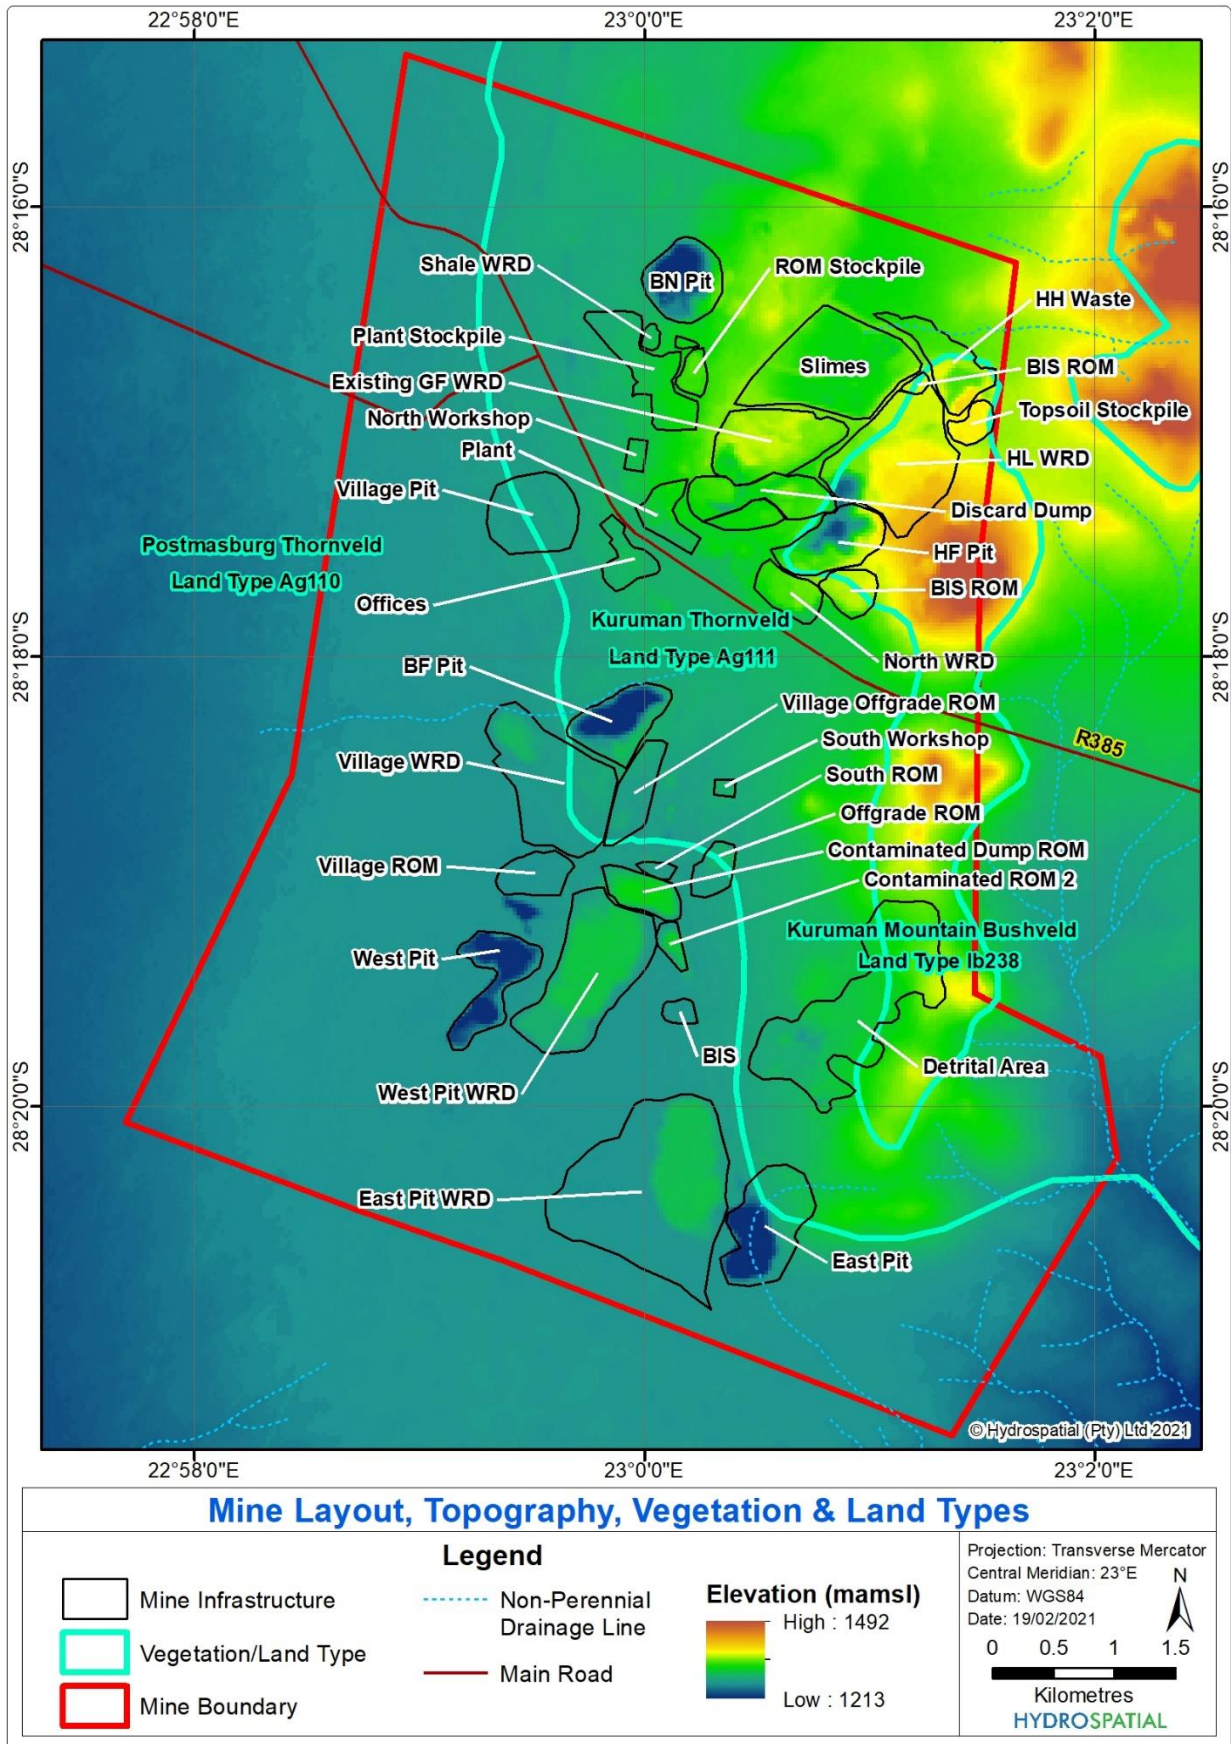 22°58'0"E
23°0'0"E
23°2'0"E
28°16'0"S
28°16'0"S
Shale WRD
BN Pit
ROM Stockpile
HH Waste
Plant Stockpile
Slimes
BIS ROM
Existing GF WRD
Topsoil Stockpile
North Workshop
Plant
HL WRD
Village Pit
Discard Dump
Postmasburg Thornveld
Land Type Ag110
HF Pit
BIS ROM
Offices
Kuruman Thornveld
Land Type Ag111
North WRD
28°18'0"S
28°18'0"S
BF Pit
Village Offgrade ROM
South Workshop
R385
Village WRD
South ROM
Offgrade ROM
Contaminated Dump ROM
Village ROM
Contaminated ROM 2
Kuruman Mountain Bushveld
Land Type Ib238
West Pit
BIS
Detrital Area
West Pit WRD
28°20'0"S
28°20'0"S
East Pit WRD
East Pit
© Hydrospatial (Pty) Ltd 2021
22°58'0"E
23°0'0"E
23°2'0"E
Mine Layout, Topography, Vegetation & Land Types
Legend
Mine Infrastructure
Vegetation/Land Type
Mine Boundary
Non-Perennial
Drainage Line
Main Road
Elevation (mamsl)
High : 1492
Low : 1213
Projection: Transverse Mercator
Central Meridian: 23°E
Datum: WGS84
Date: 19/02/2021
N
0 0.5 1 1.5
Kilometres
HYDROSPATIAL